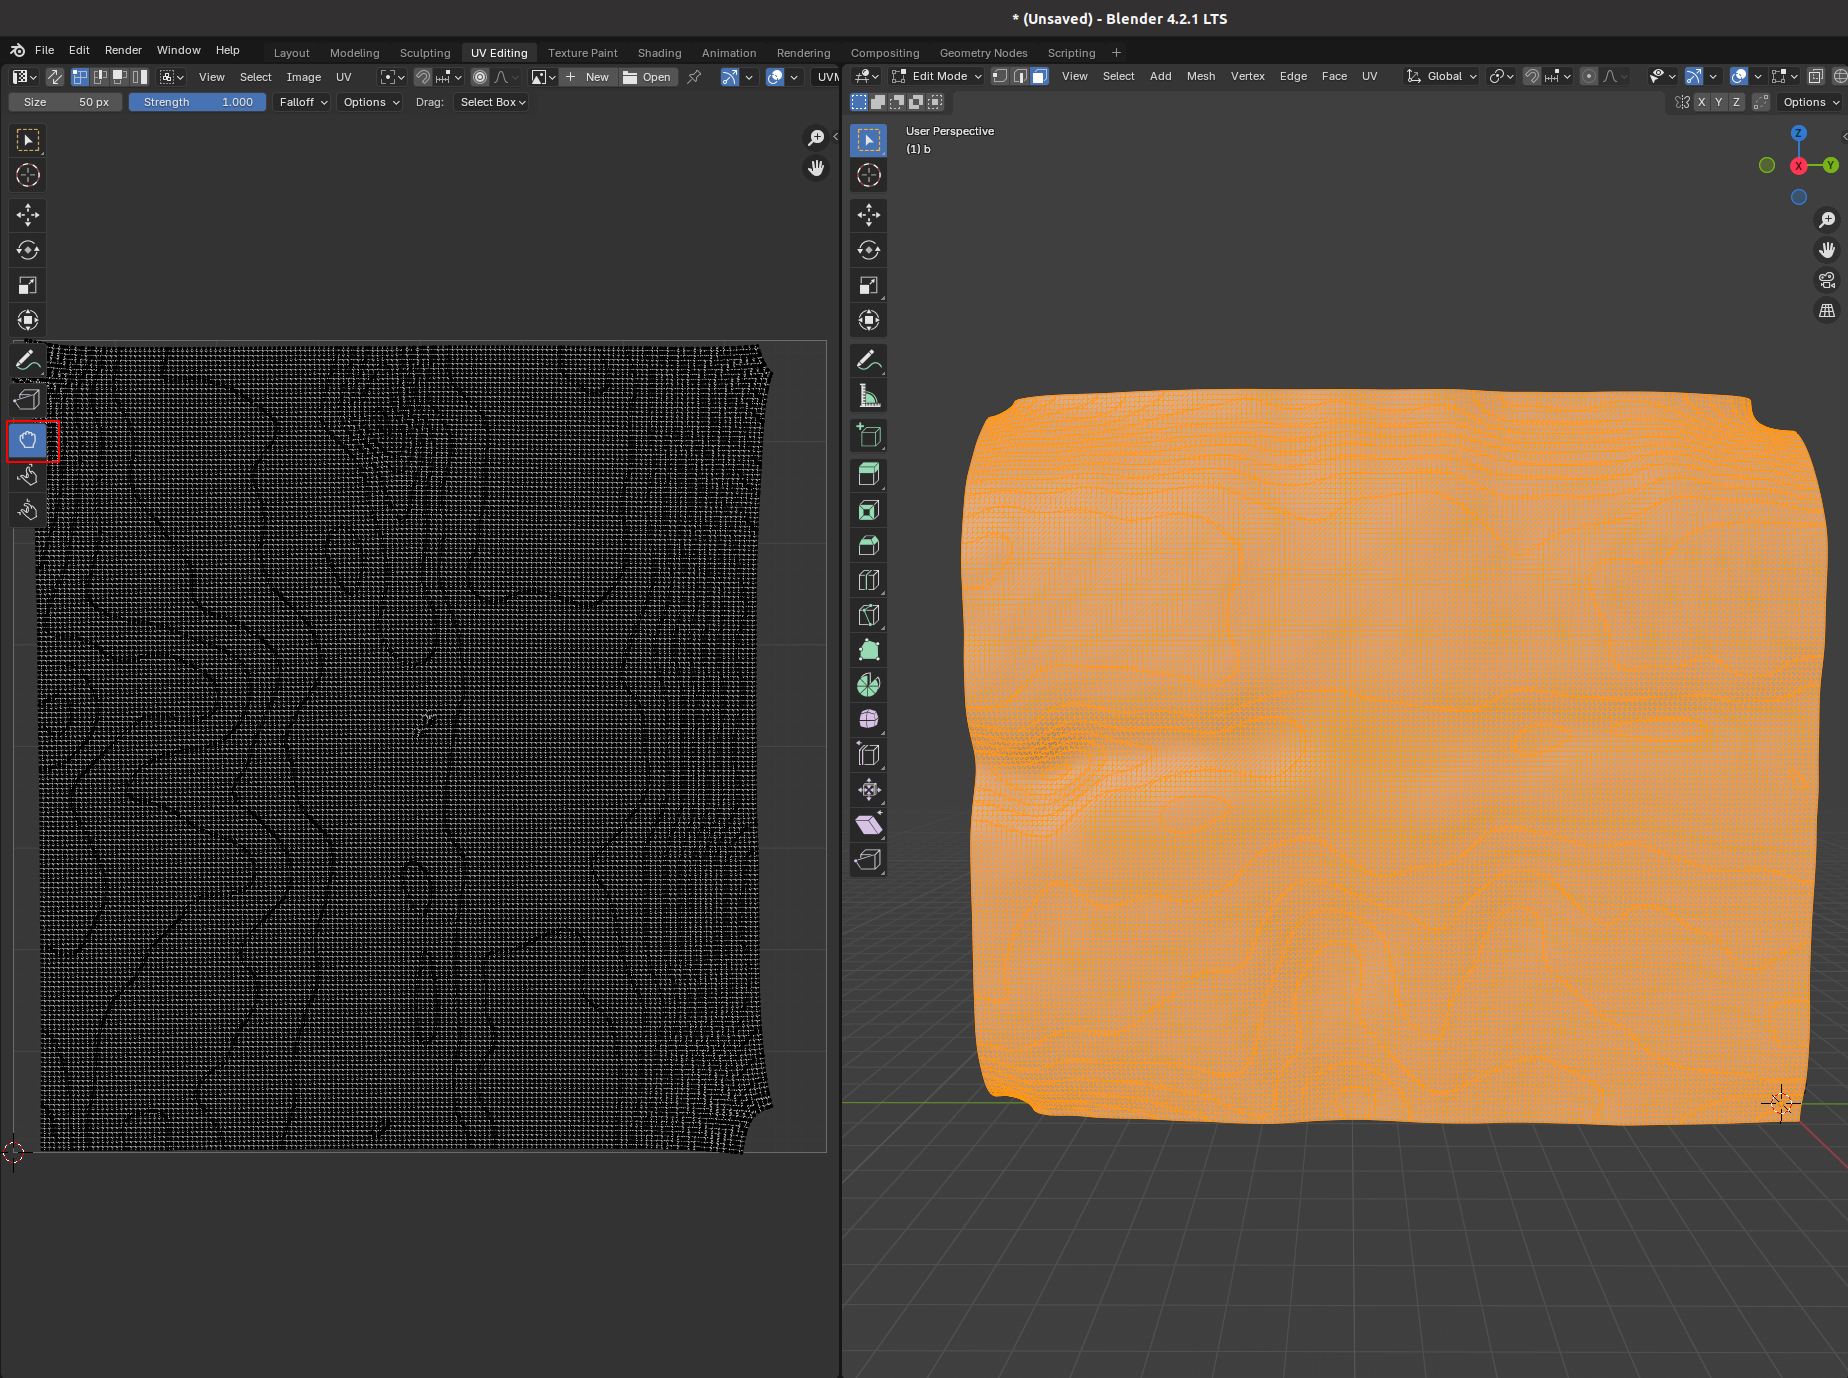 * (Unsaved) - Blender 4.2.1 LTS
File Edit Render Window Help Layout Modeling Sculpting UV Editing Texture Paint Shading Animation Rendering Compositing Geometry Nodes Scripting +
View Select Image UV + New Open UVM
Edit Mode View Select Add Mesh Vertex Edge Face UV Global
Size 50 px Strength 1.000 Falloff Options Drag: Select Box
X Y Z Options
User Perspective
(1) b
Z
X Y